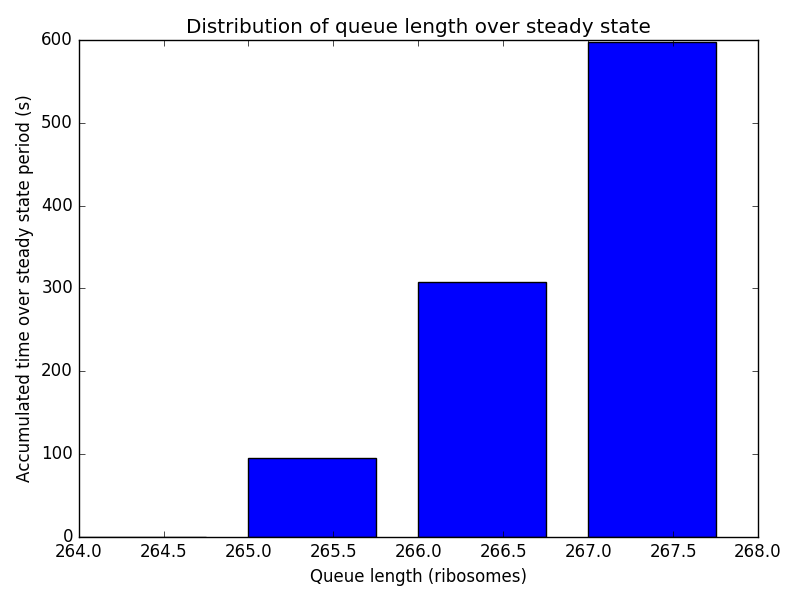 Distribution of queue length over steady state
600
500
400
300
200
100
0
Accumulated time over steady state period (s)
264.0 264.5 265.0 265.5 266.0 266.5 267.0 267.5 268.0
Queue length (ribosomes)